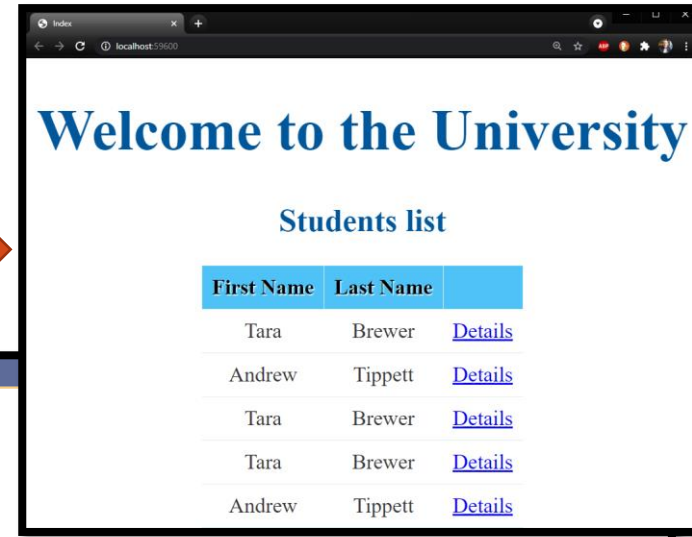 Index
localhost:59600
ABP
Welcome to the University
Students list
First Name Last Name
Tara Brewer Details
Andrew Tippett Details
Tara Brewer Details
Tara Brewer Details
Andrew Tippett Details